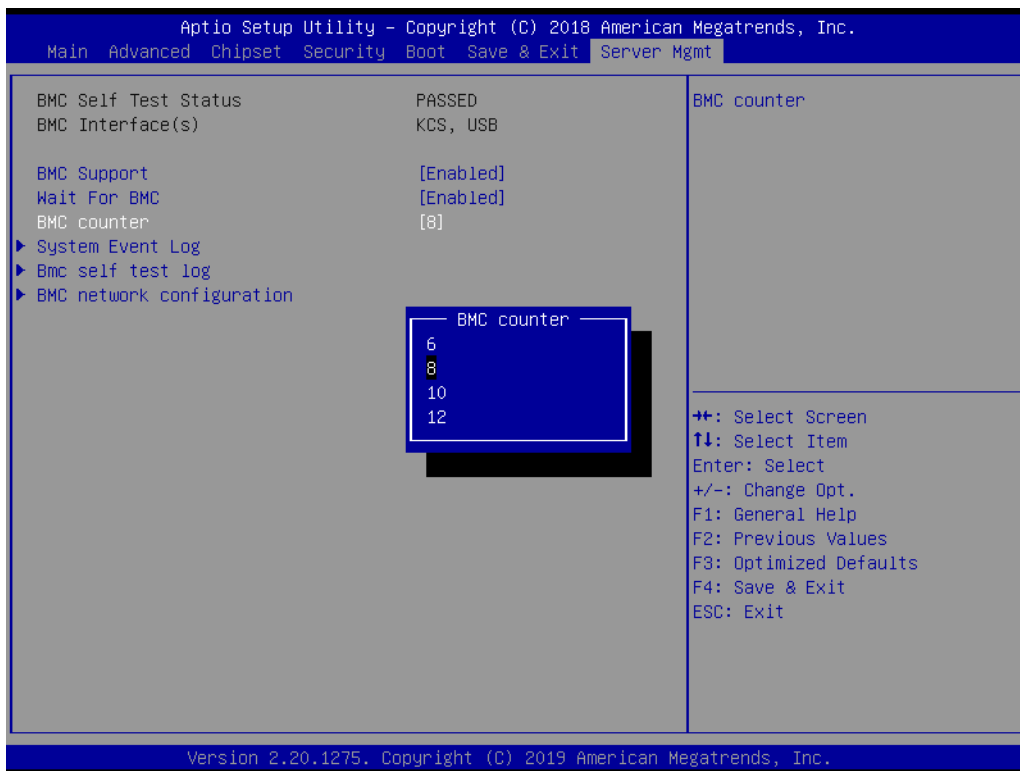 Aptio Setup Utility – Copyright (C) 2018 American Megatrends, Inc.
Main Advanced Chipset Security Boot Save & Exit Server Mgmt
BMC Self Test Status PASSED
BMC Interface(s) KCS, USB
BMC Support [Enabled]
Wait For BMC [Enabled]
BMC counter [8]
▶ System Event Log
▶ Bmc self test log
▶ BMC network configuration
BMC counter
6
8
10
12
BMC counter
→←: Select Screen
↑↓: Select Item
Enter: Select
+/-: Change Opt.
F1: General Help
F2: Previous Values
F3: Optimized Defaults
F4: Save & Exit
ESC: Exit
Version 2.20.1275. Copyright (C) 2019 American Megatrends, Inc.